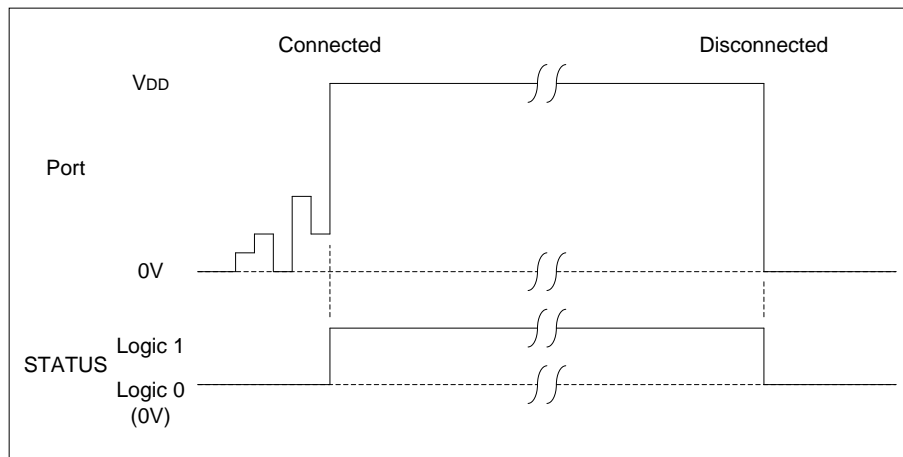 Connected
Disconnected
VDD
Port
0V
Logic 1
STATUS
Logic 0
(0V)